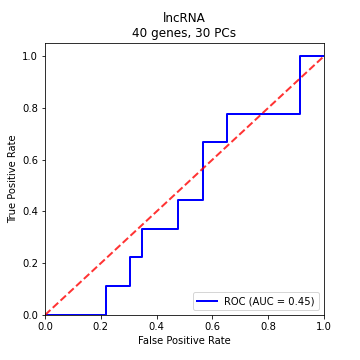 lncRNA
40 genes, 30 PCs
True Positive Rate
1.0
0.8
0.6
0.4
0.2
0.0
ROC (AUC = 0.45)
0.0 0.2 0.4 0.6 0.8 1.0
False Positive Rate